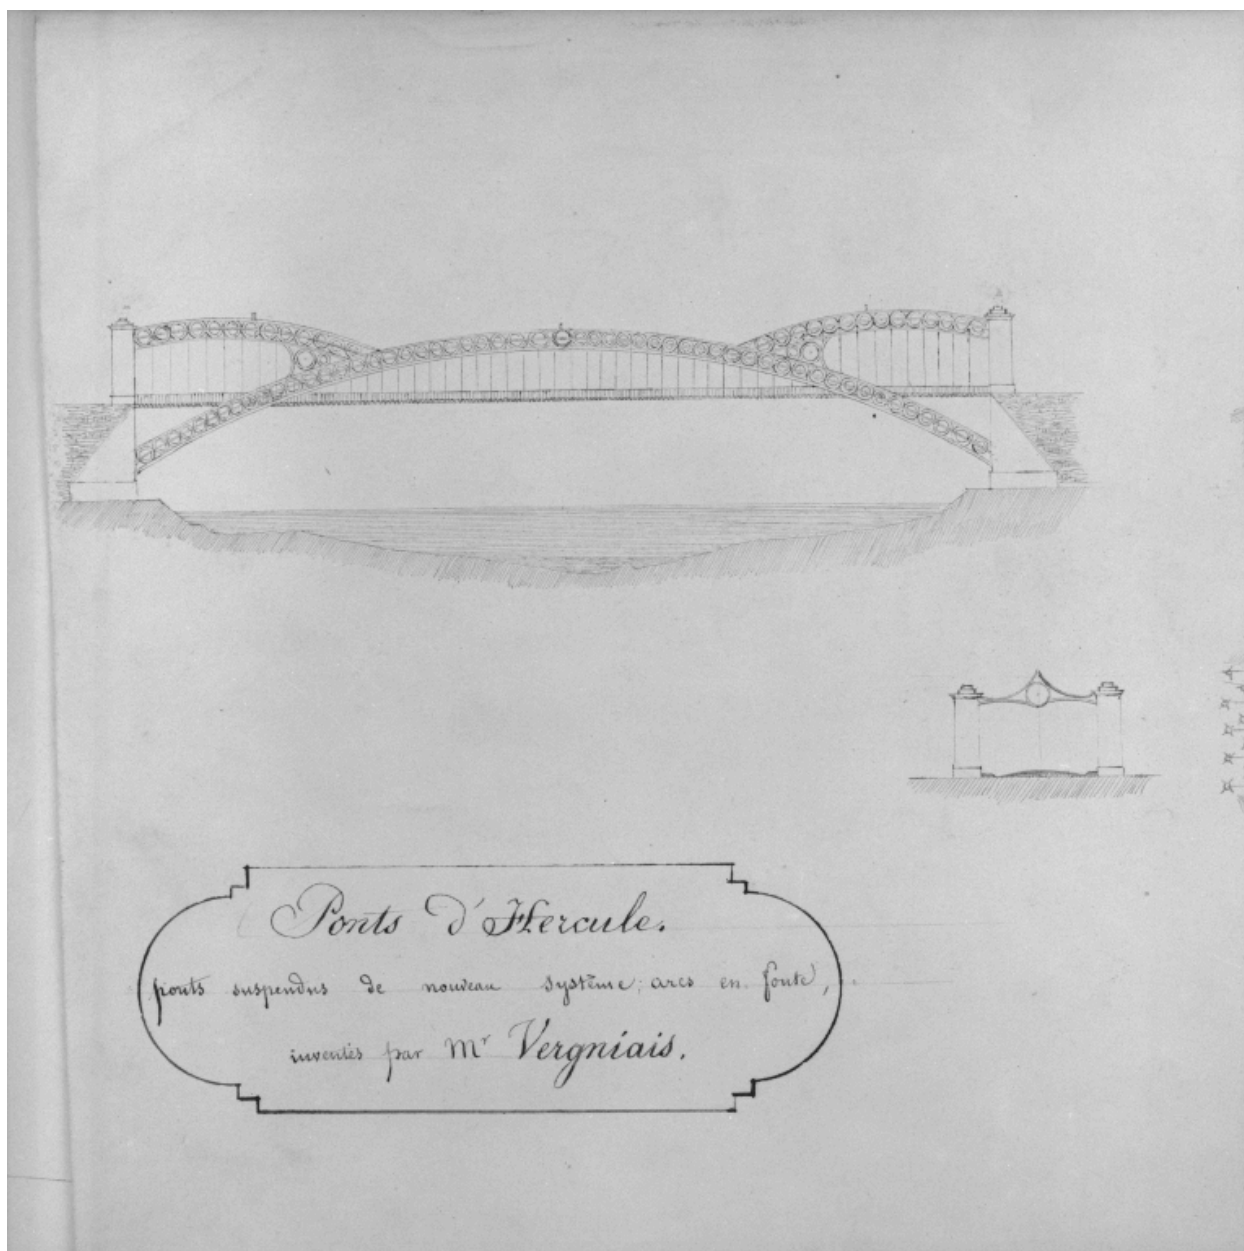 Ponts d'Hercule.
ponts suspendus de nouveau système; arcs en fonte,
inventés par Mr Vergniais.